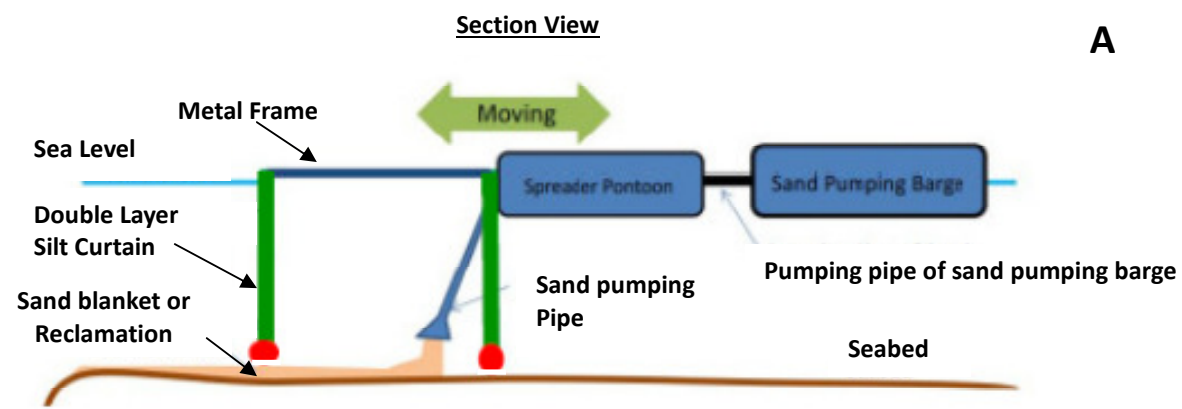 Section View
A
Metal Frame
Moving
Sea Level
Spreader Pontoon
Sand Pumping Barge
Double Layer
Silt Curtain
Pumping pipe of sand pumping barge
Sand pumping
Pipe
Sand blanket or
Reclamation
Seabed